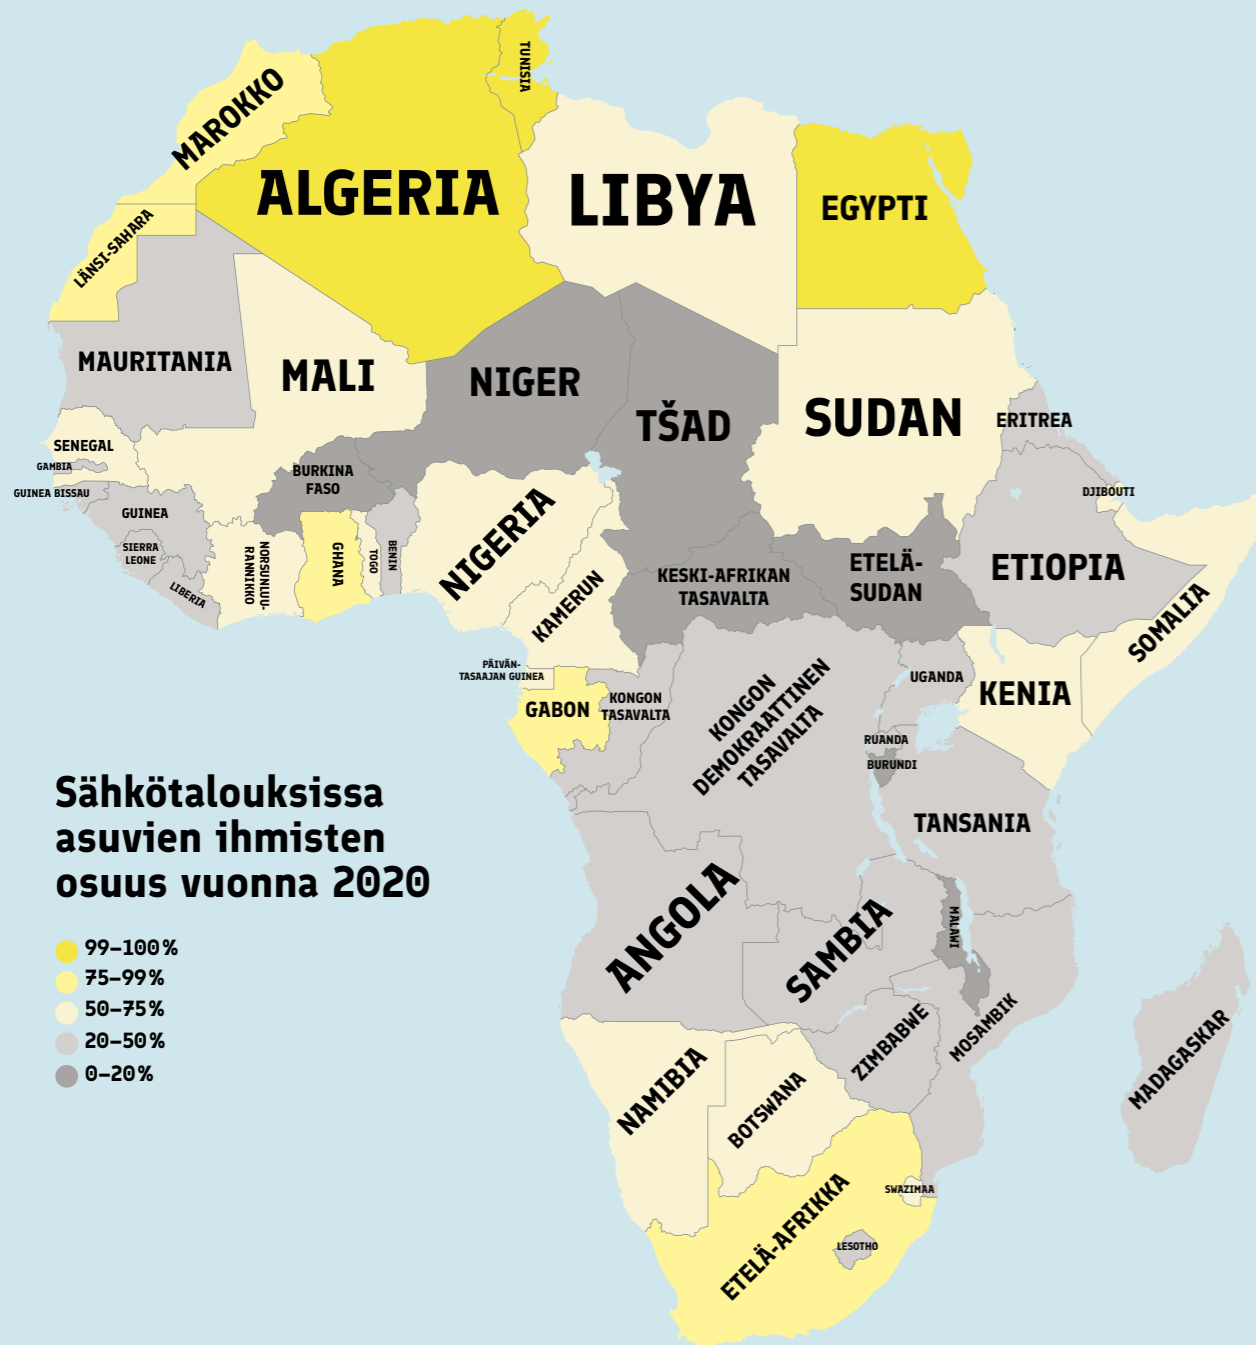 TUNISIA
MAROKKO
ALGERIA
LIBYA
EGYPTI
LÄNSI-SAHARA
MAURITANIA
MALI
NIGER
TŠAD
SUDAN
ERITREA
SENEGAL
GAMBIA
GUINEA BISSAU
GUINEA
BURKINA
FASO
DJIBOUTI
SIERRA
LEONE
LIBERIA
NORSUNLUU-
RANNIKKO
GHANA
TOGO
BENIN
NIGERIA
KAMERUN
KESKI-AFRIKAN
TASAVALTA
ETELÄ-
SUDAN
ETIOPIA
SOMALIA
PÄIVÄN-
TASAAJAN GUINEA
GABON
KONGON
TASAVALTA
KONGON
DEMOKRAATTINEN
TASAVALTA
UGANDA
KENIA
RUANDA
BURUNDI
TANSANIA
Sähkötalouksissa
asuvien ihmisten
osuus vuonna 2020
99–100%
75–99%
50–75%
20–50%
0–20%
ANGOLA
SAMBIA
MALAWI
MOSAMBIK
ZIMBABWE
MADAGASKAR
NAMIBIA
BOTSWANA
SWAZIMAA
LESOTHO
ETELÄ-AFRIKKA